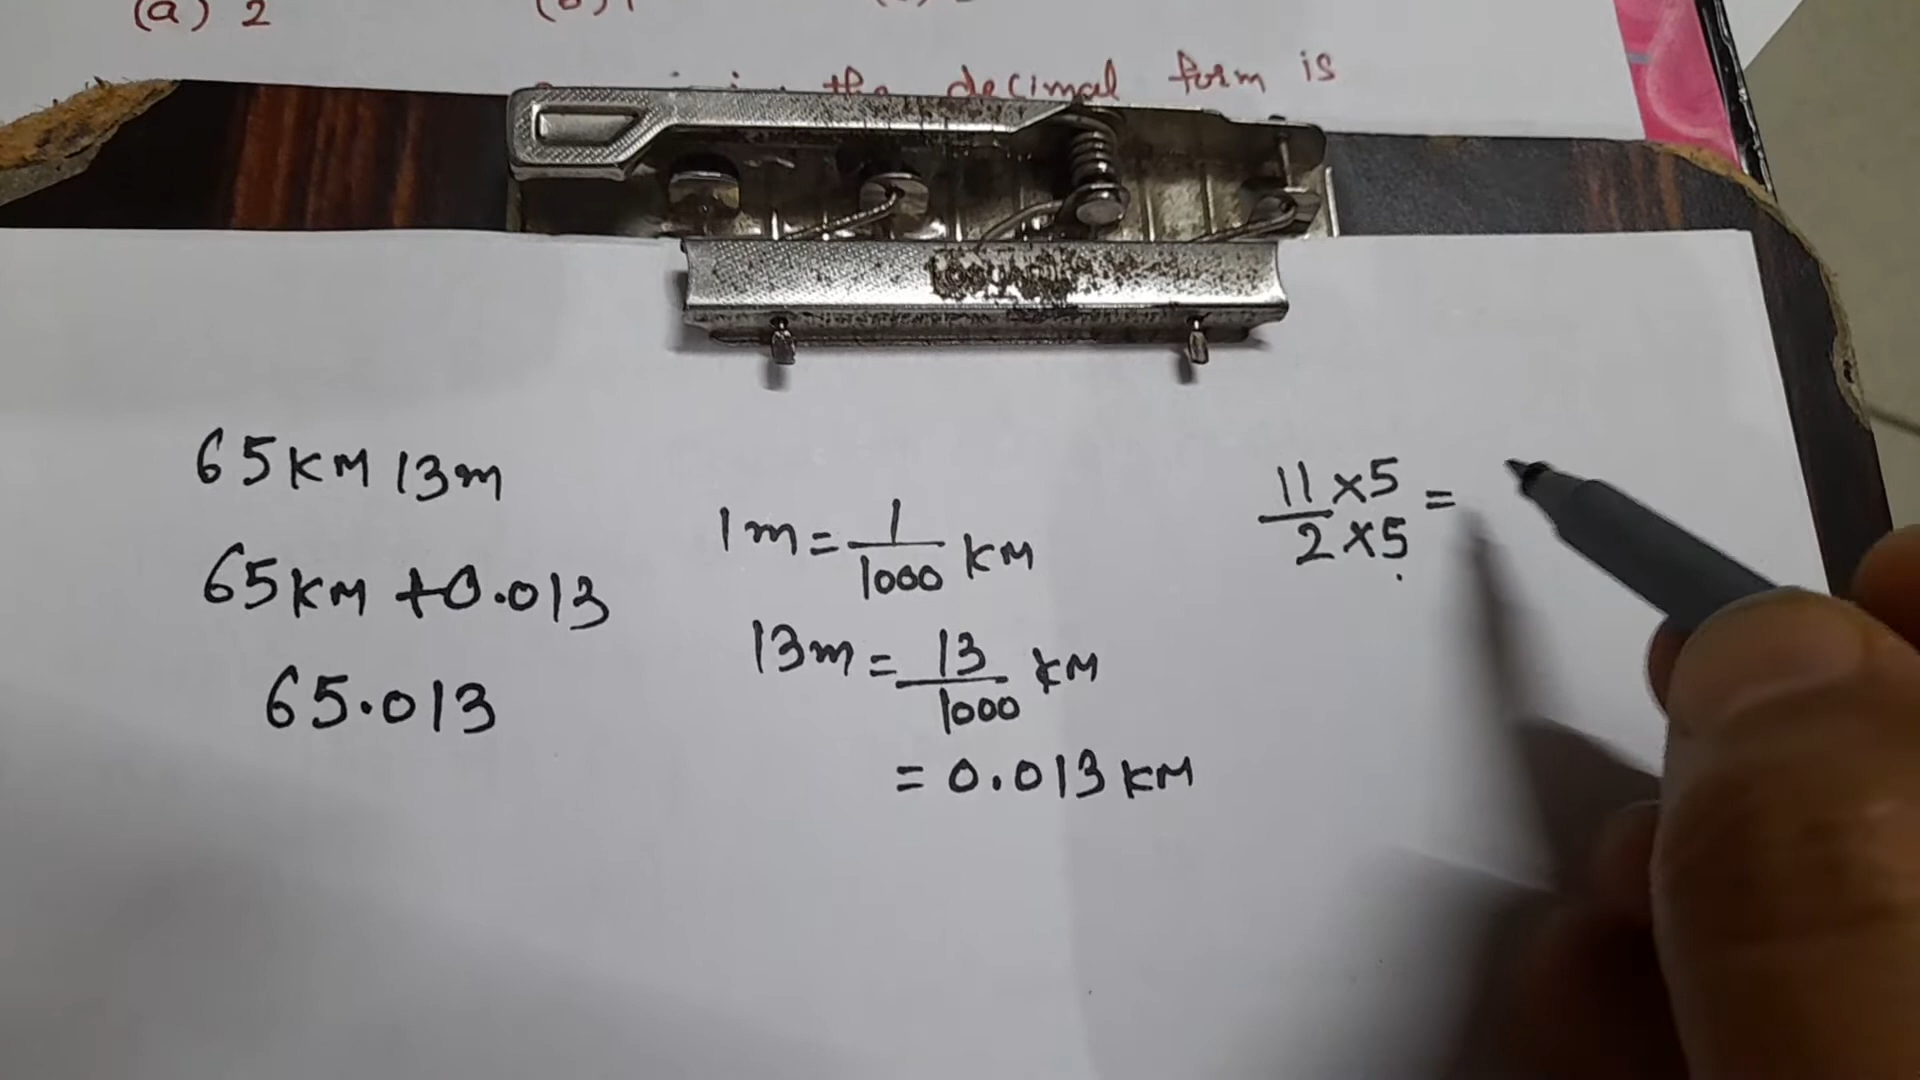 (a) 2
the decimal form is
65KM 13m
65KM +0.013
65.013
1m = 1/1000 KM
13m = 13/1000 KM
= 0.013 KM
11×5/2×5 =